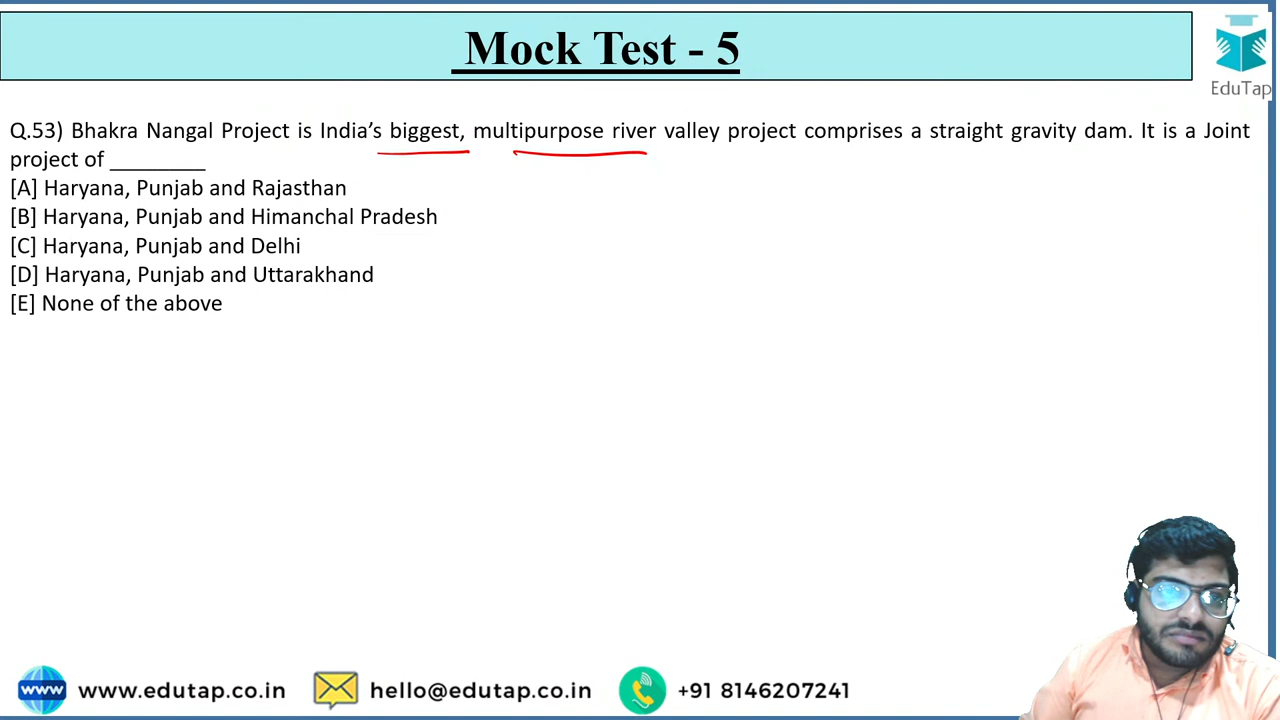 Mock Test - 5
EduTap
Q.53) Bhakra Nangal Project is India’s biggest, multipurpose river valley project comprises a straight gravity dam. It is a Joint
project of ________
[A] Haryana, Punjab and Rajasthan
[B] Haryana, Punjab and Himanchal Pradesh
[C] Haryana, Punjab and Delhi
[D] Haryana, Punjab and Uttarakhand
[E] None of the above
www www.edutap.co.in hello@edutap.co.in +91 8146207241